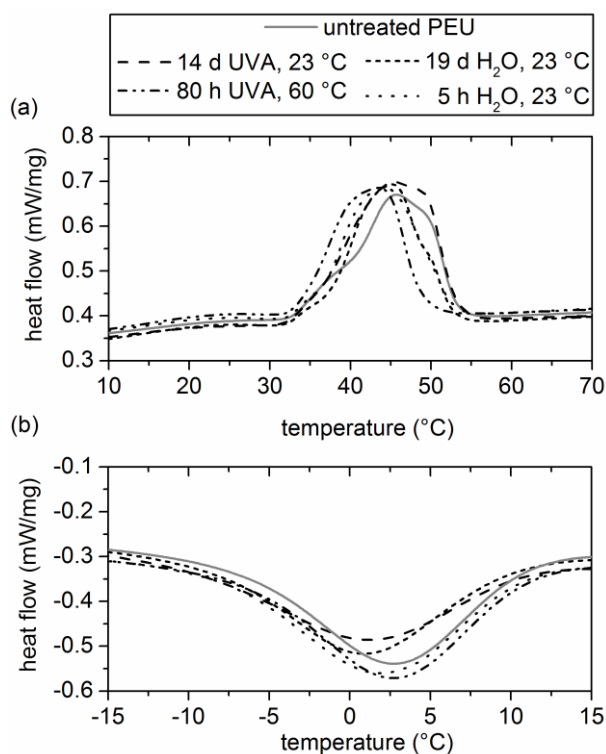 untreated PEU
14 d UVA, 23 °C 19 d H₂O, 23 °C
80 h UVA, 60 °C 5 h H₂O, 23 °C
(a)
0.8
0.7
0.6
0.5
0.4
0.3
heat flow (mW/mg)
10 20 30 40 50 60 70
temperature (°C)
(b)
-0.1
-0.2
-0.3
-0.4
-0.5
-0.6
heat flow (mW/mg)
-15 -10 -5 0 5 10 15
temperature (°C)